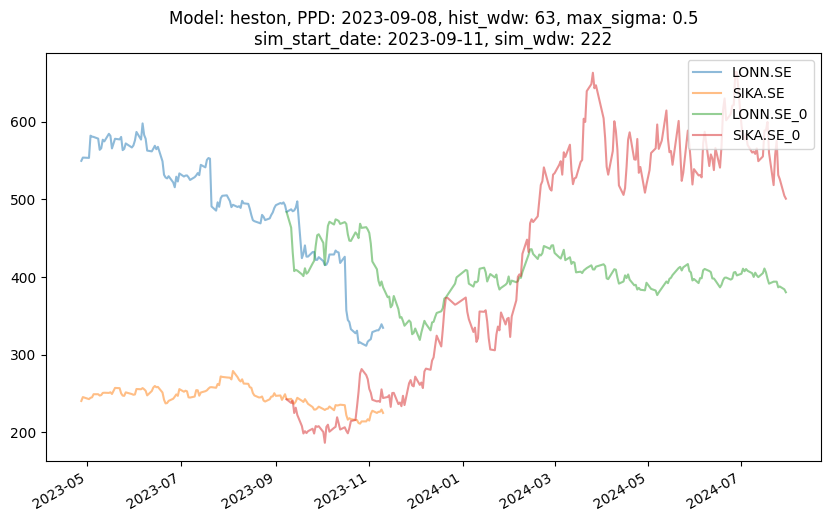 Model: heston, PPD: 2023-09-08, hist_wdw: 63, max_sigma: 0.5
sim_start_date: 2023-09-11, sim_wdw: 222
LONN.SE
SIKA.SE
LONN.SE_0
SIKA.SE_0
600
500
400
300
200
2023-05
2023-07
2023-09
2023-11
2024-01
2024-03
2024-05
2024-07